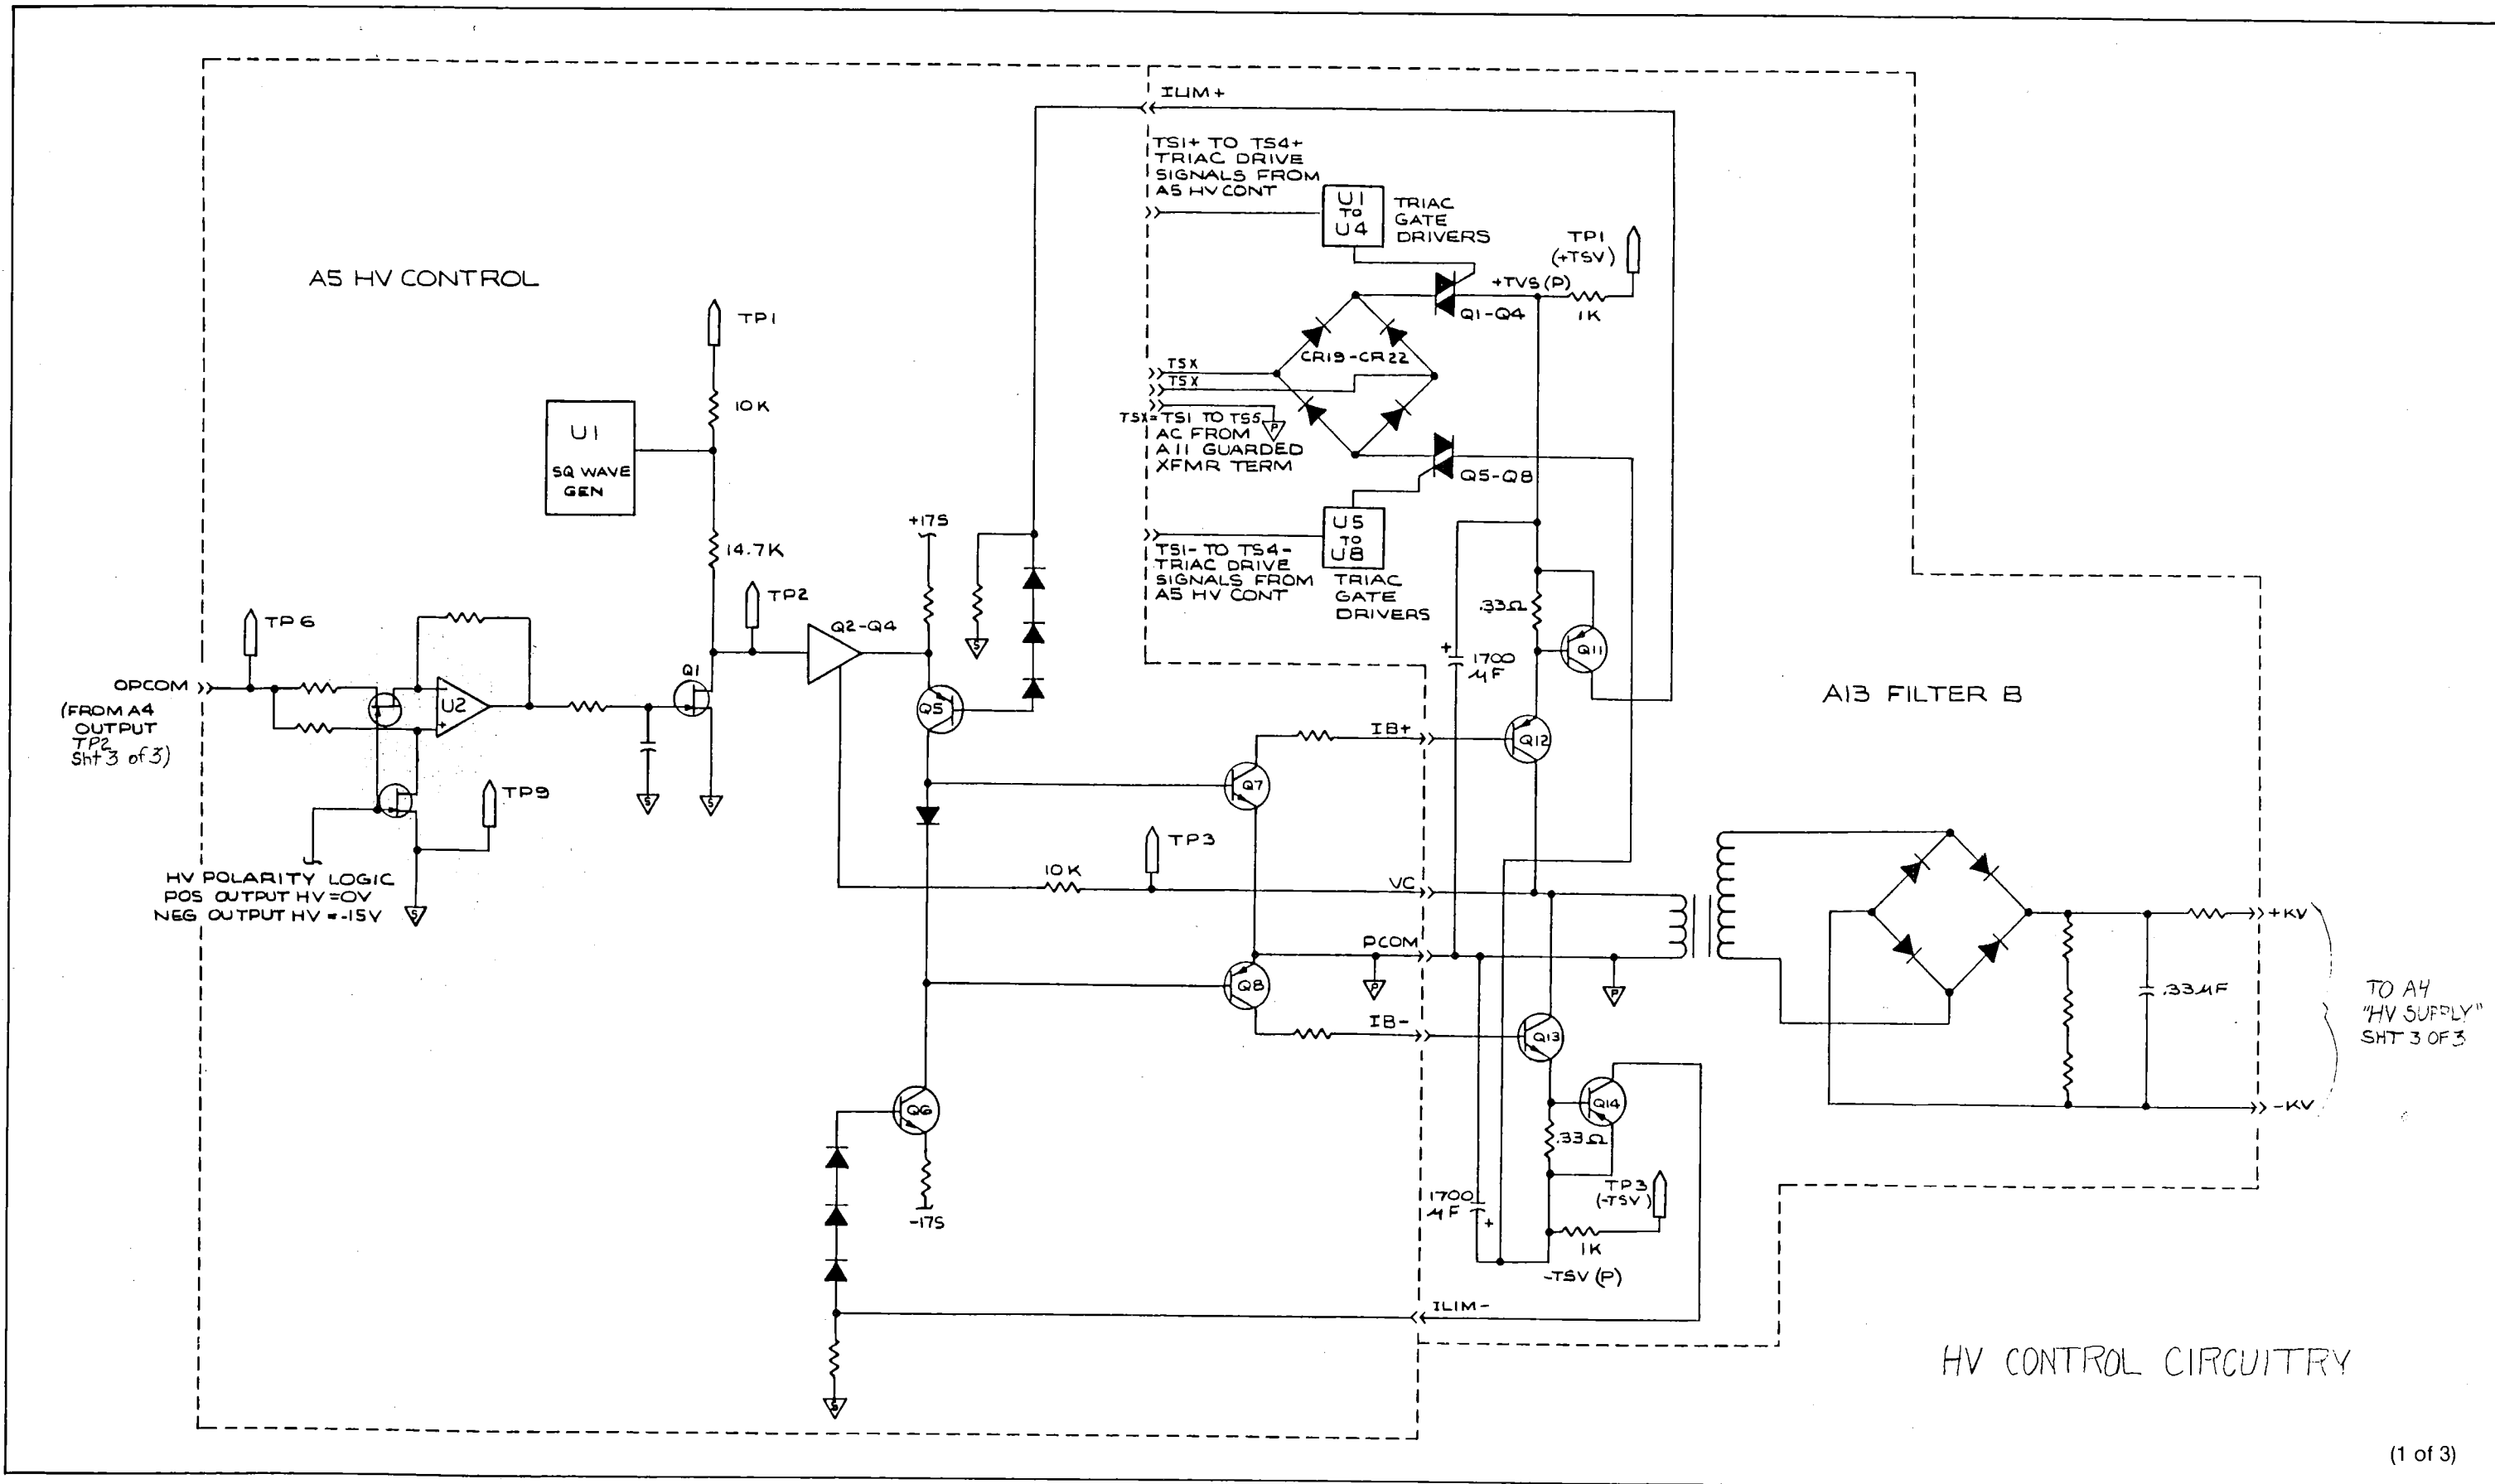 ILIM+
TS1+ TO TS4+
TRIAC DRIVE
SIGNALS FROM
A5 HV CONT
U1
TO
U4
TRIAC
GATE
DRIVERS
TP1
(+TSV)
A5 HV CONTROL
+TVS(P)
1K
Q1-Q4
TP1
CR19-CR22
TSX
TSX
10K
TSX=TS1 TO TS5
AC FROM
A11 GUARDED
XFMR TERM
P
U1
SQ WAVE
GEN
Q5-Q8
+17S
U5
TO
U8
14.7K
TS1- TO TS4-
TRIAC DRIVE
SIGNALS FROM
A5 HV CONT
TRIAC
GATE
DRIVERS
.33Ω
TP6
TP2
Q2-Q4
S
Q11
+
1700
µF
OPCOM
(FROM A4
OUTPUT
TP2
Sht 3 of 3)
-
U2
+
Q1
Q5
A13 FILTER B
IB+
Q12
TP9
S
S
Q7
HV POLARITY LOGIC
POS OUTPUT HV=0V
NEG OUTPUT HV=-15V
S
TP3
10K
VC
PCOM
+KV
Q8
P
P
.33µF
TO A4
"HV SUPPLY"
SHT 3 OF 3
IB-
Q13
Q6
Q14
-KV
.33Ω
-17S
1700
µF
+
TP3
(-TSV)
1K
-TSV(P)
ILIM-
S
HV CONTROL CIRCUITRY
(1 of 3)